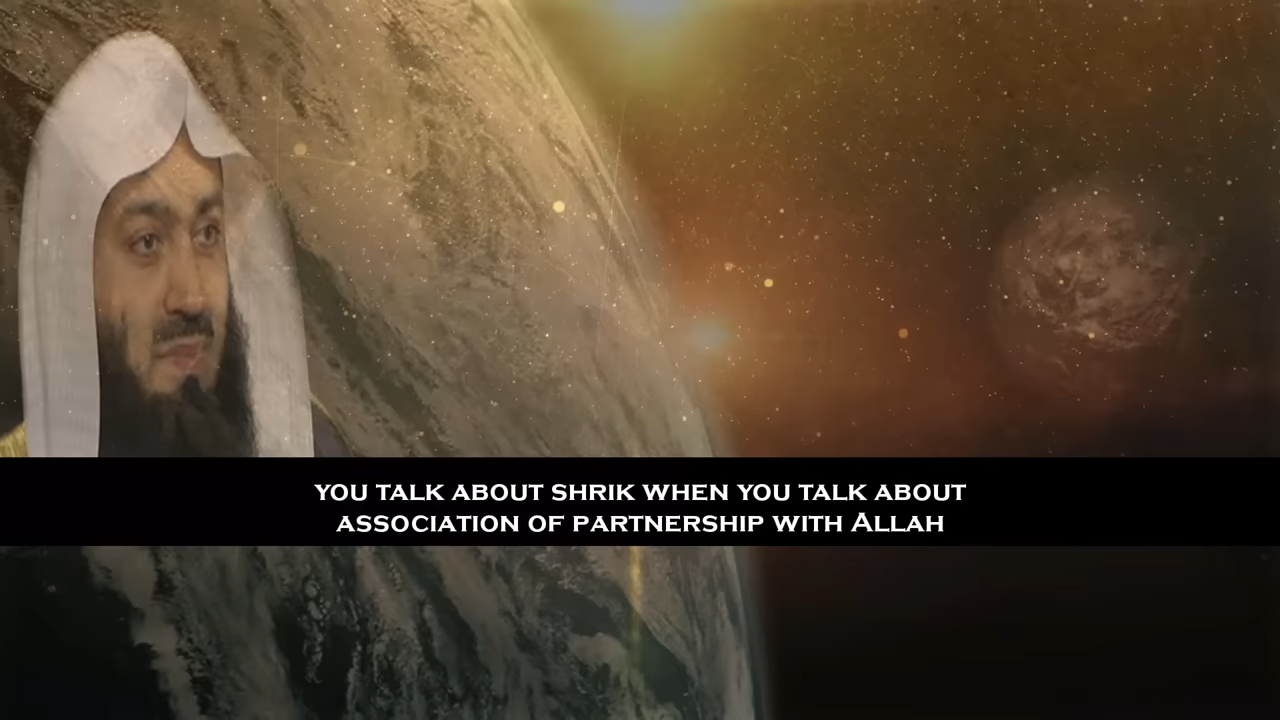 YOU TALK ABOUT SHRIK WHEN YOU TALK ABOUT
ASSOCIATION OF PARTNERSHIP WITH ALLAH